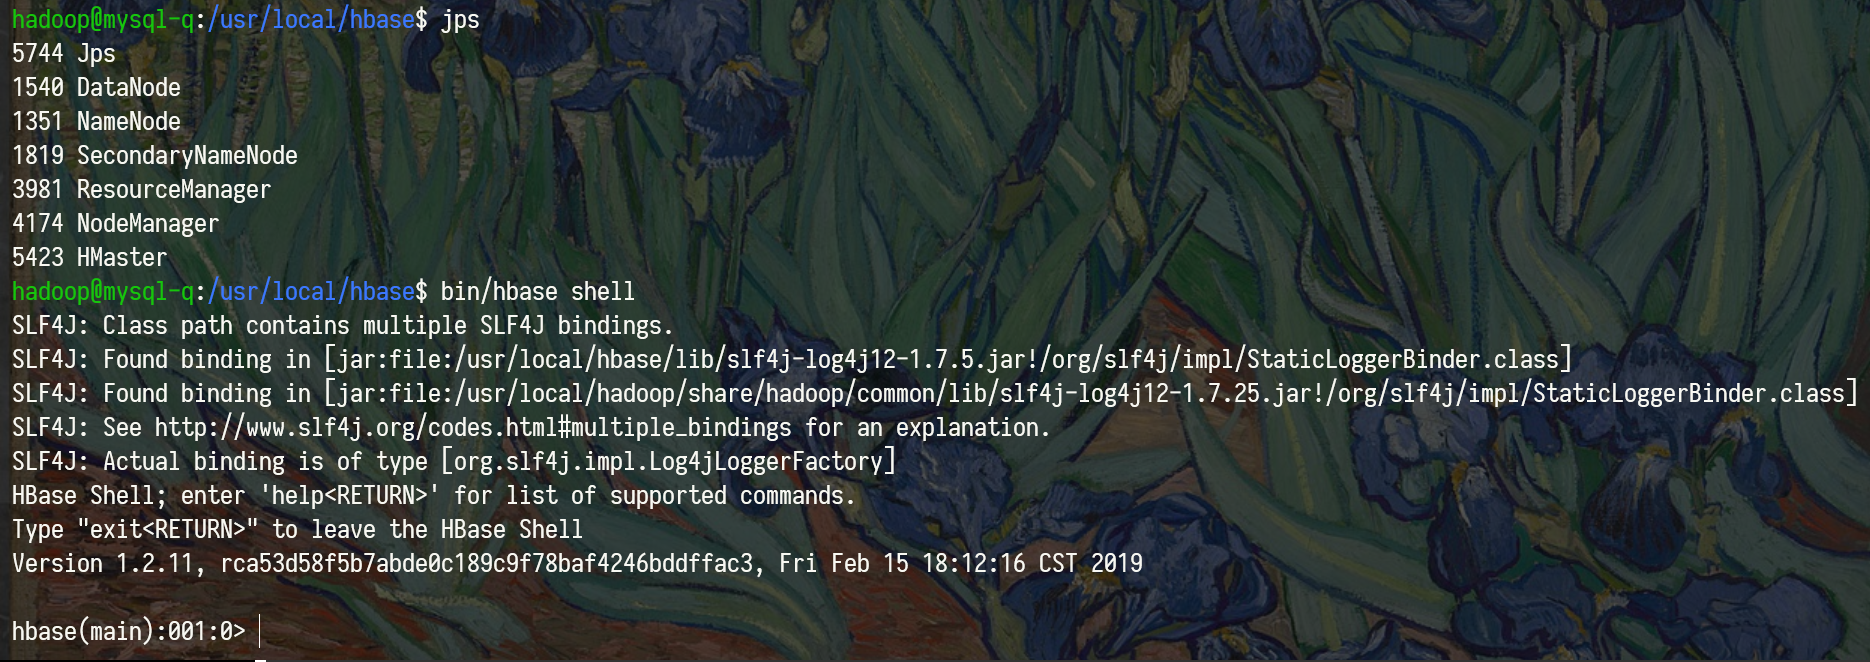 hadoop@mysql-q:/usr/local/hbase$ jps
5744 Jps
1540 DataNode
1351 NameNode
1819 SecondaryNameNode
3981 ResourceManager
4174 NodeManager
5423 HMaster
hadoop@mysql-q:/usr/local/hbase$ bin/hbase shell
SLF4J: Class path contains multiple SLF4J bindings.
SLF4J: Found binding in [jar:file:/usr/local/hbase/lib/slf4j-log4j12-1.7.5.jar!/org/slf4j/impl/StaticLoggerBinder.class]
SLF4J: Found binding in [jar:file:/usr/local/hadoop/share/hadoop/common/lib/slf4j-log4j12-1.7.25.jar!/org/slf4j/impl/StaticLoggerBinder.class]
SLF4J: See http://www.slf4j.org/codes.html#multiple_bindings for an explanation.
SLF4J: Actual binding is of type [org.slf4j.impl.Log4jLoggerFactory]
HBase Shell; enter 'help<RETURN>' for list of supported commands.
Type "exit<RETURN>" to leave the HBase Shell
Version 1.2.11, rca53d58f5b7abde0c189c9f78baf4246bddffac3, Fri Feb 15 18:12:16 CST 2019
hbase(main):001:0>